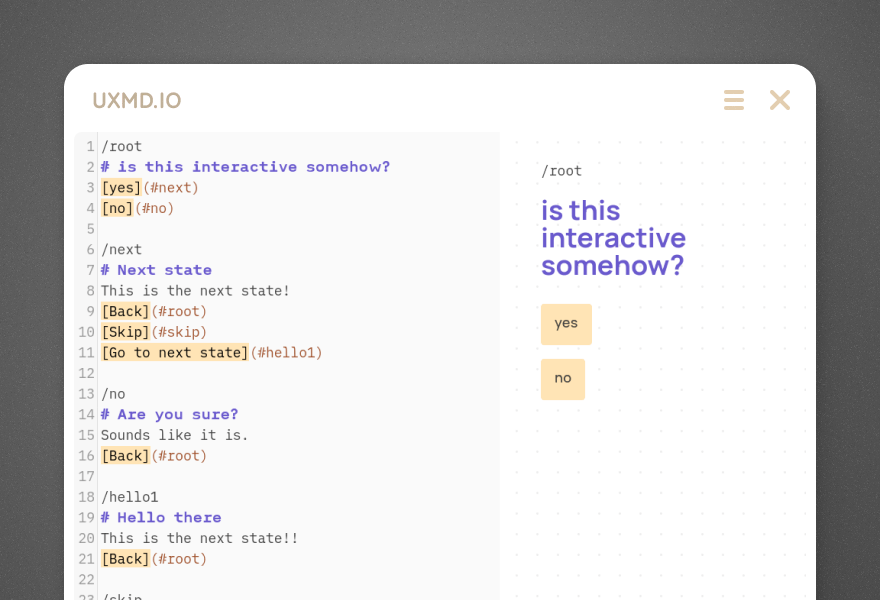 UXMD.IO
1 /root
2 # is this interactive somehow?
3 [yes](#next)
4 [no](#no)
5
6 /next
7 # Next state
8 This is the next state!
9 [Back](#root)
10 [Skip](#skip)
11 [Go to next state](#hello1)
12
13 /no
14 # Are you sure?
15 Sounds like it is.
16 [Back](#root)
17
18 /hello1
19 # Hello there
20 This is the next state!!
21 [Back](#root)
22
23 /skip
/root
is this
interactive
somehow?
yes
no